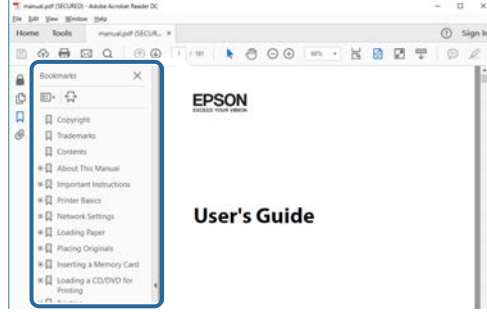 manual.pdf (SECURED) - Adobe Acrobat Reader DC
File Edit View Window Help
Home Tools manual.pdf (SECUR... × Sign In
1 / 191
Bookmarks ×
EPSON
EXCEED YOUR VISION
Copyright
Trademarks
Contents
About This Manual
Important Instructions
Printer Basics
Network Settings
User's Guide
Loading Paper
Placing Originals
Inserting a Memory Card
Loading a CD/DVD for
Printing